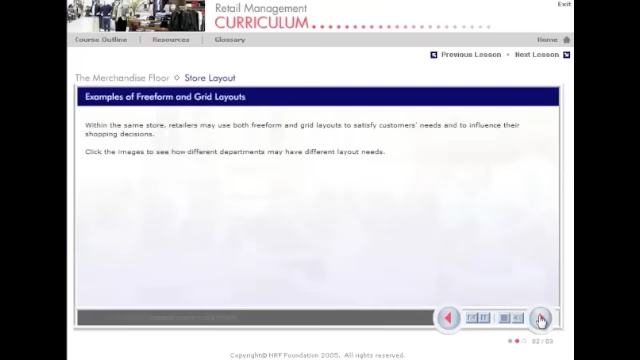 Exit
Retail Management
CURRICULUM
Course Outline Resources Glossary Home
Previous Lesson • Next Lesson
The Merchandise Floor ◇ Store Layout
Examples of Freeform and Grid Layouts
Within the same store, retailers may use both freeform and grid layouts to satisfy customers' needs and to influence their
shopping decisions.
Click the images to see how different departments may have different layout needs.
02 / 03
Copyright© NRF Foundation 2005. All rights reserved.